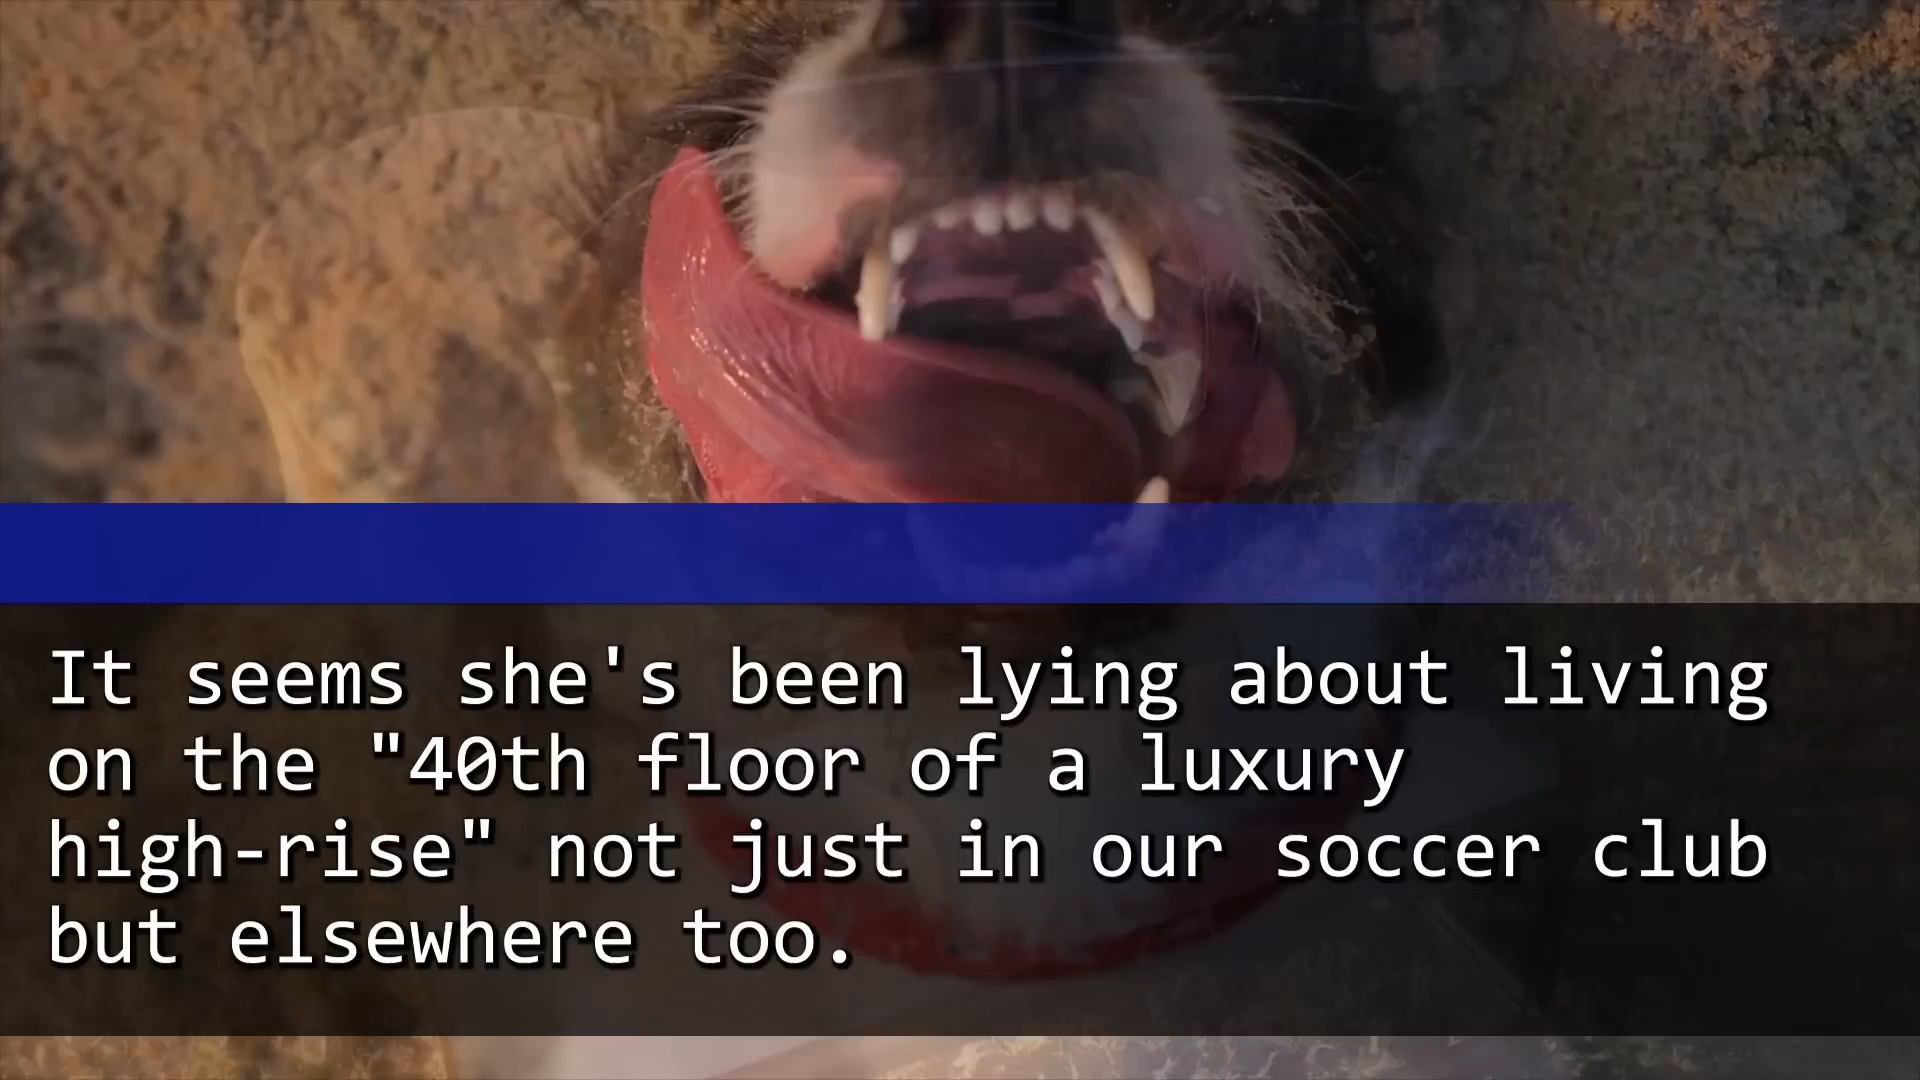 It seems she's been lying about living
on the "40th floor of a luxury
high-rise" not just in our soccer club
but elsewhere too.